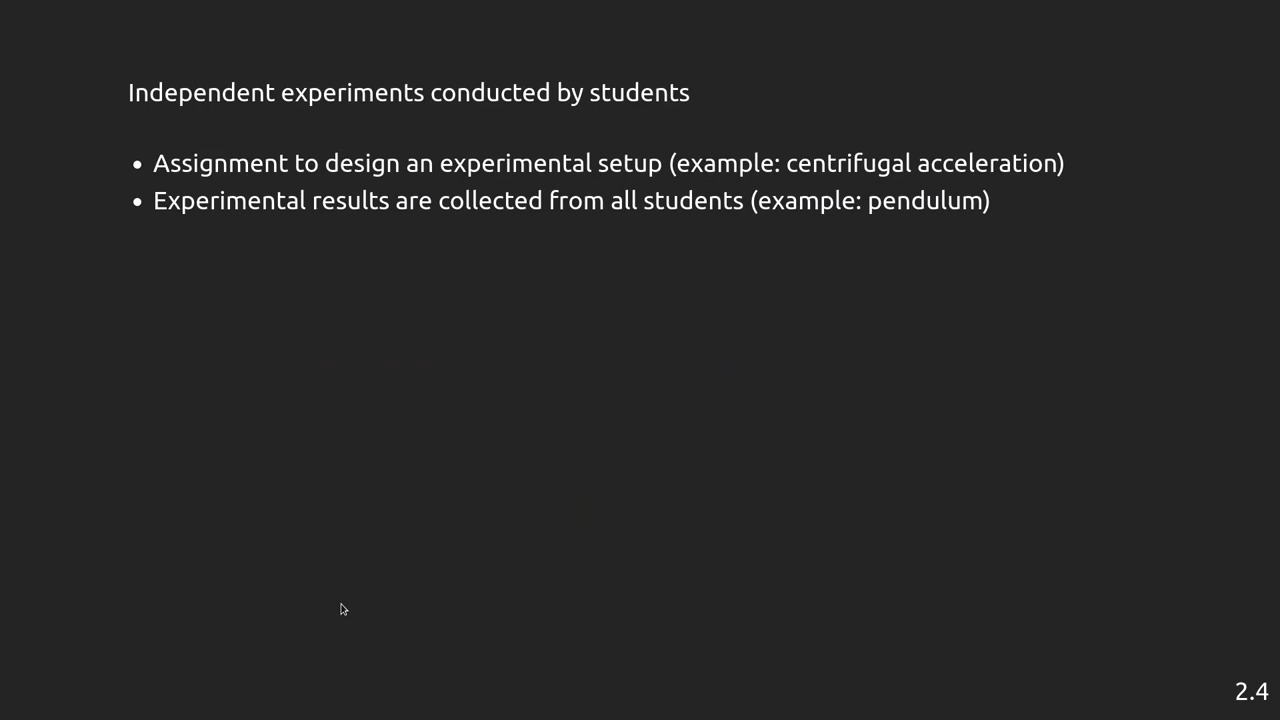 Independent experiments conducted by students
• Assignment to design an experimental setup (example: centrifugal acceleration)
• Experimental results are collected from all students (example: pendulum)
2.4